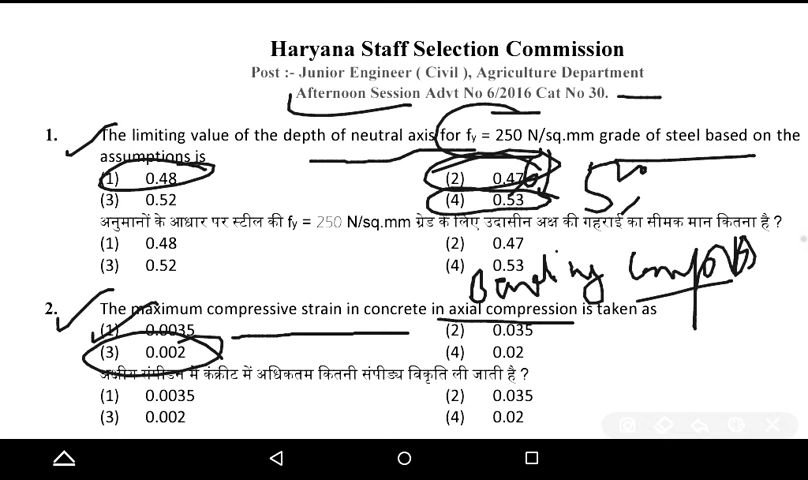 Haryana Staff Selection Commission
Post :- Junior Engineer ( Civil ), Agriculture Department
Afternoon Session Advt No 6/2016 Cat No 30.
1. The limiting value of the depth of neutral axis for fy = 250 N/sq.mm grade of steel based on the
assumptions is
(1) 0.48 (2) 0.47
(3) 0.52 (4) 0.53
अनुमानों के आधार पर स्टील की fy = 250 N/sq.mm ग्रेड के लिए उदासीन अक्ष की गहराई का सीमक मान कितना है ?
(1) 0.48 (2) 0.47
(3) 0.52 (4) 0.53
2. The maximum compressive strain in concrete in axial compression is taken as
(1) 0.0035 (2) 0.035
(3) 0.002 (4) 0.02
अक्षीय संपीडन में कंक्रीट में अधिकतम कितनी संपीड्य विकृति ली जाती है ?
(1) 0.0035 (2) 0.035
(3) 0.002 (4) 0.02